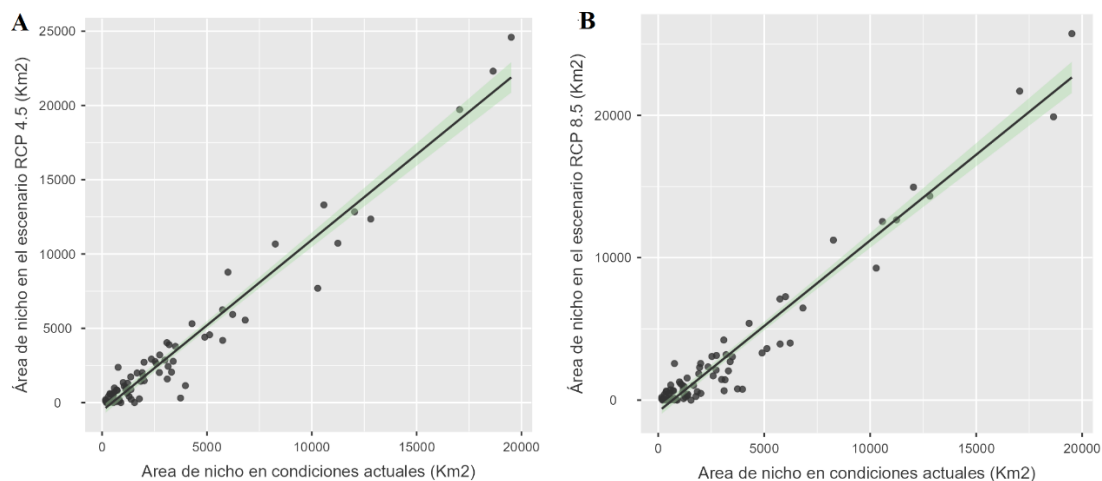 A
Área de nicho en el escenario RCP 4.5 (Km2)
25000
20000
15000
10000
5000
0
0 5000 10000 15000 20000
Area de nicho en condiciones actuales (Km2)
B
Área de nicho en el escenario RCP 8.5 (Km2)
20000
10000
0
0 5000 10000 15000 20000
Area de nicho en condiciones actuales (Km2)